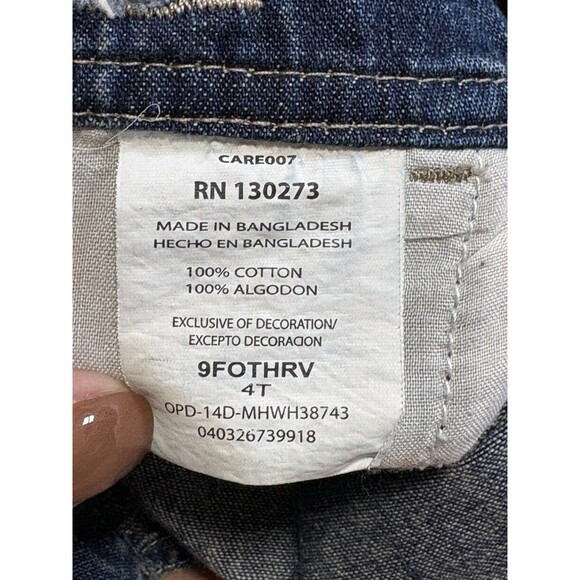 CARE007
RN 130273
MADE IN BANGLADESH
HECHO EN BANGLADESH
100% COTTON
100% ALGODON
EXCLUSIVE OF DECORATION/
EXCEPTO DECORACION
9FOTHRV
4T
OPD-14D-MHWH38743
040326739918